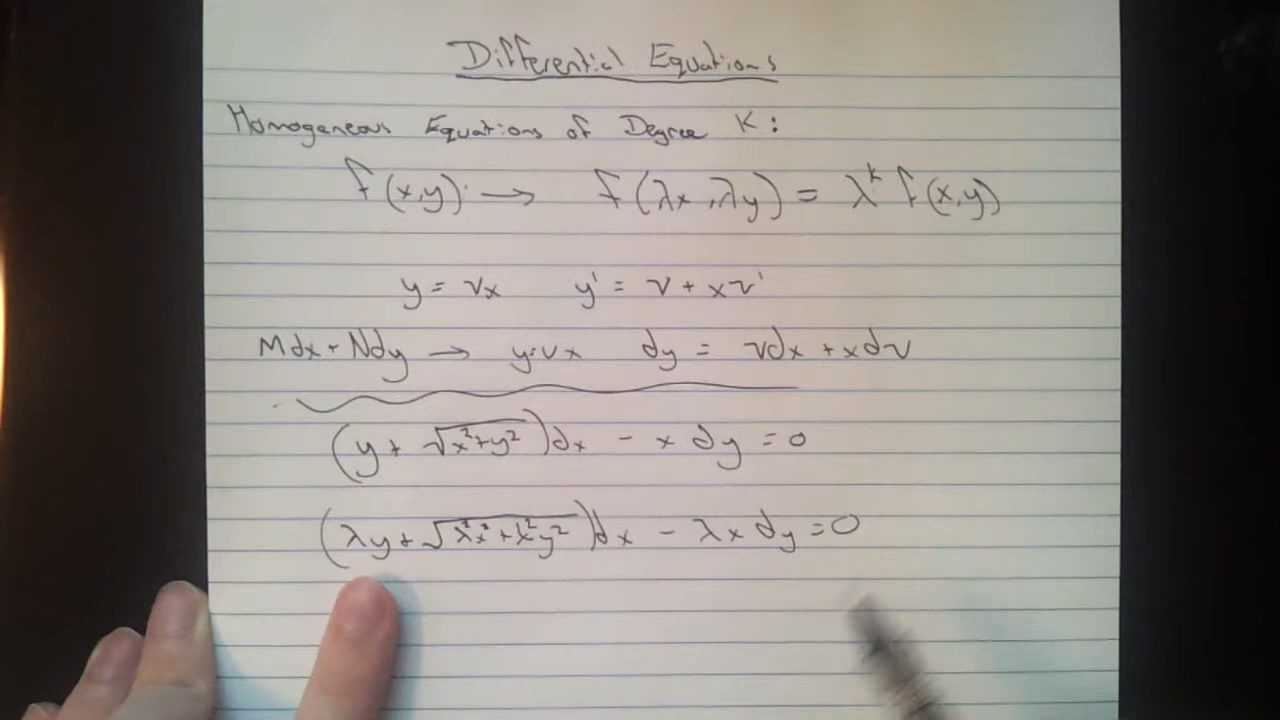 Differential Equations
Homogeneous Equations of Degree K:
f(x,y) → f(λx,λy) = λ^k f(x,y)
y = vx y' = v + xv'
Mdx + Ndy → y=vx dy = vdx + xdv
(y + √(x²+y²))dx - x dy = 0
(λy + √(λ²x² + λ²y²))dx - λx dy = 0